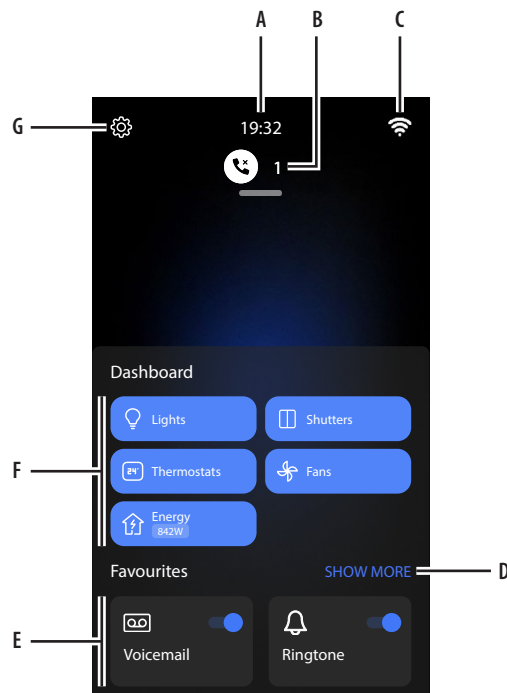 A B C
G 19:32
1
Dashboard
Lights Shutters
F 24° Thermostats Fans
Energy
842W
Favourites SHOW MORE D
E
Voicemail Ringtone